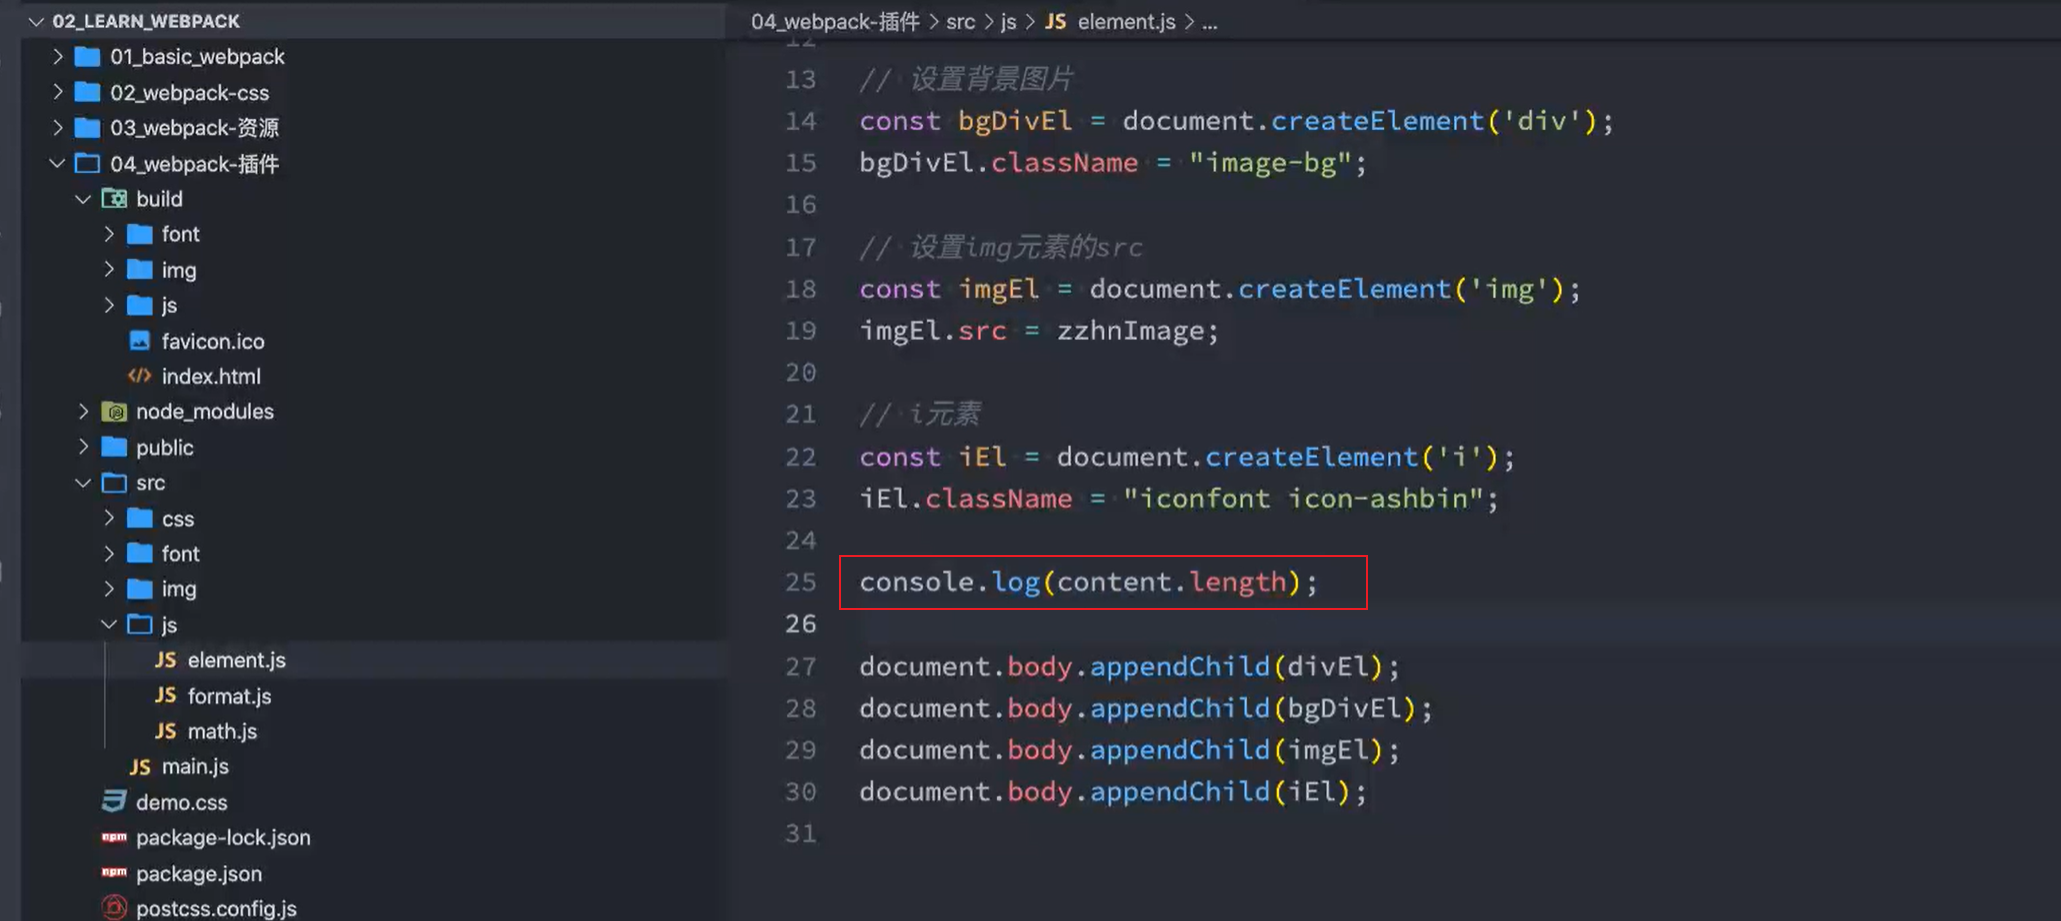 02_LEARN_WEBPACK
01_basic_webpack
02_webpack-css
03_webpack-资源
04_webpack-插件
build
font
img
js
favicon.ico
index.html
node_modules
public
src
css
font
img
js
JS element.js
JS format.js
JS math.js
JS main.js
demo.css
npm package-lock.json
npm package.json
postcss.config.js
04_webpack-插件 > src > js > JS element.js > ...
12
13 // 设置背景图片
14 const bgDivEl = document.createElement('div');
15 bgDivEl.className = "image-bg";
16
17 // 设置img元素的src
18 const imgEl = document.createElement('img');
19 imgEl.src = zzhnImage;
20
21 // i元素
22 const iEl = document.createElement('i');
23 iEl.className = "iconfont icon-ashbin";
24
25 console.log(content.length);
26
27 document.body.appendChild(divEl);
28 document.body.appendChild(bgDivEl);
29 document.body.appendChild(imgEl);
30 document.body.appendChild(iEl);
31